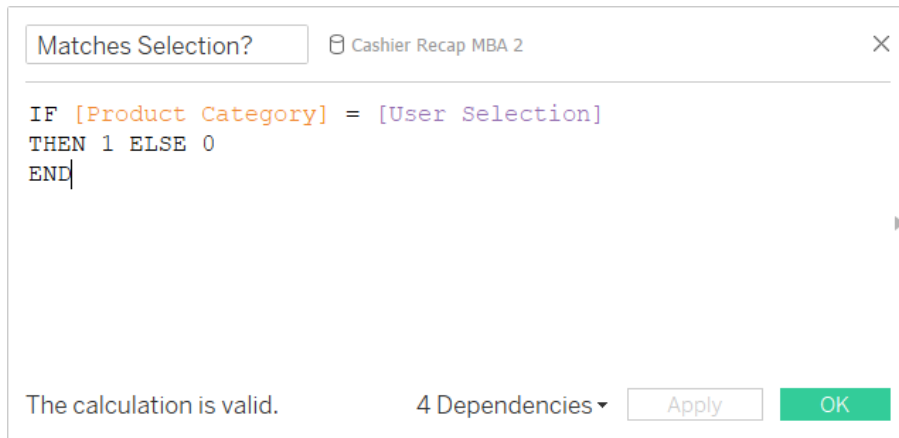 Matches Selection? Cashier Recap MBA 2
IF [Product Category] = [User Selection]
THEN 1 ELSE 0
END
The calculation is valid. 4 Dependencies Apply OK